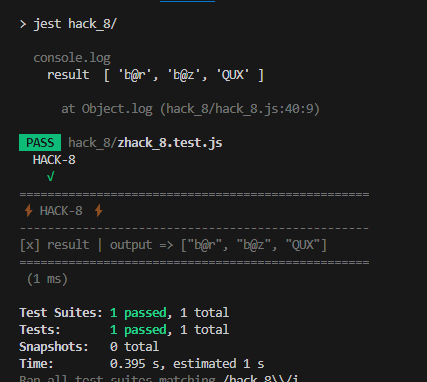 > jest hack_8/
console.log
result [ 'b@r', 'b@z', 'QUX' ]
at Object.log (hack_8/hack_8.js:40:9)
PASS hack_8/zhack_8.test.js
HACK-8
√
==================================================
⚡ HACK-8 ⚡
--------------------------------------------------
[x] result | output => ["b@r", "b@z", "QUX"]
==================================================
(1 ms)
Test Suites: 1 passed, 1 total
Tests: 1 passed, 1 total
Snapshots: 0 total
Time: 0.395 s, estimated 1 s
Ran all test suites matching /hack_8\\/i